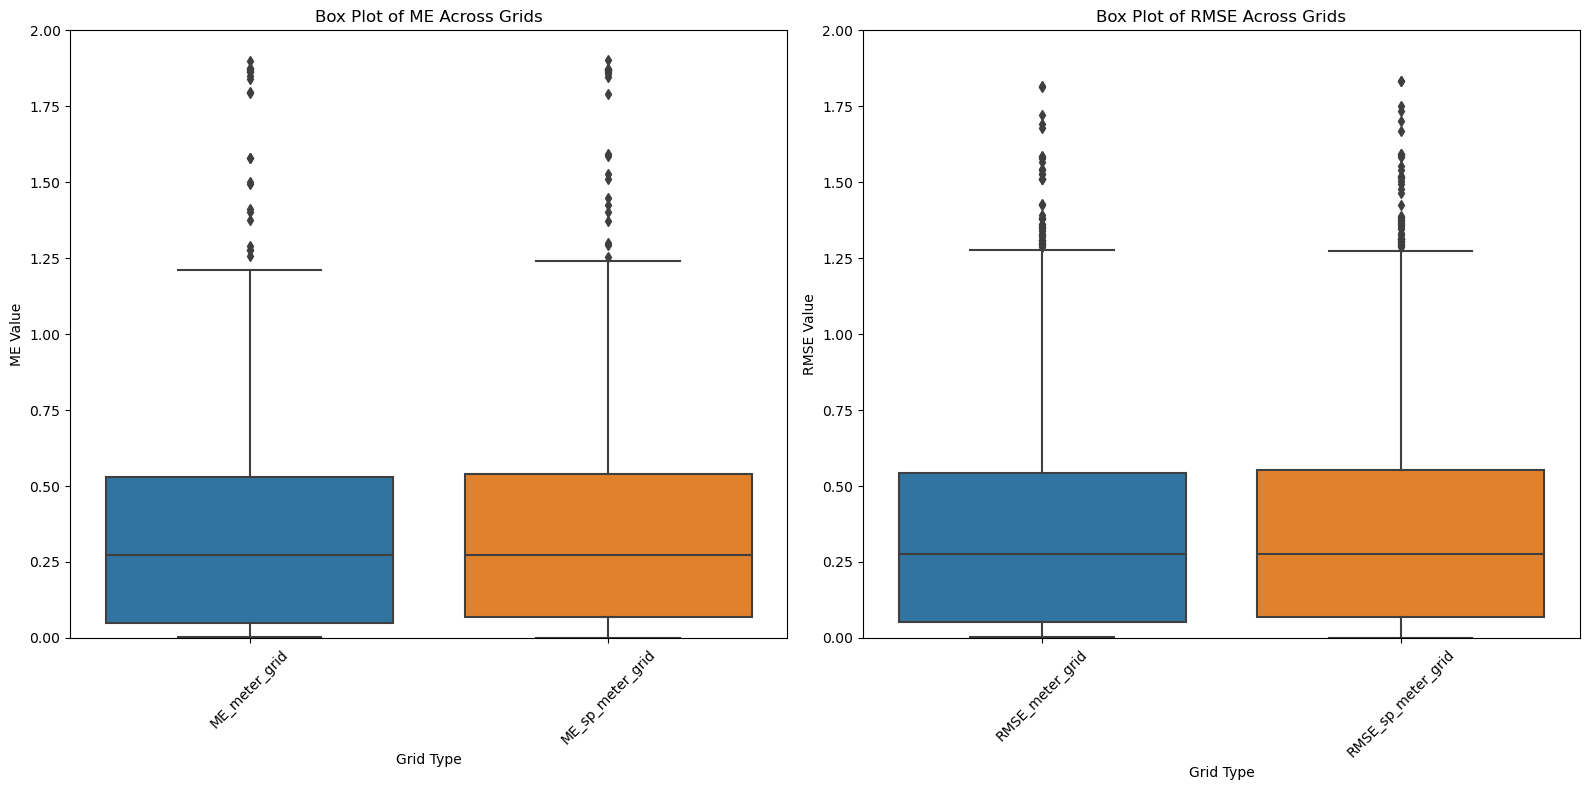 Box Plot of ME Across Grids
2.00
1.75
1.50
1.25
1.00
0.75
0.50
0.25
0.00
ME Value
ME_meter_grid
ME_sp_meter_grid
Grid Type
Box Plot of RMSE Across Grids
2.00
1.75
1.50
1.25
1.00
0.75
0.50
0.25
0.00
RMSE Value
RMSE_meter_grid
RMSE_sp_meter_grid
Grid Type